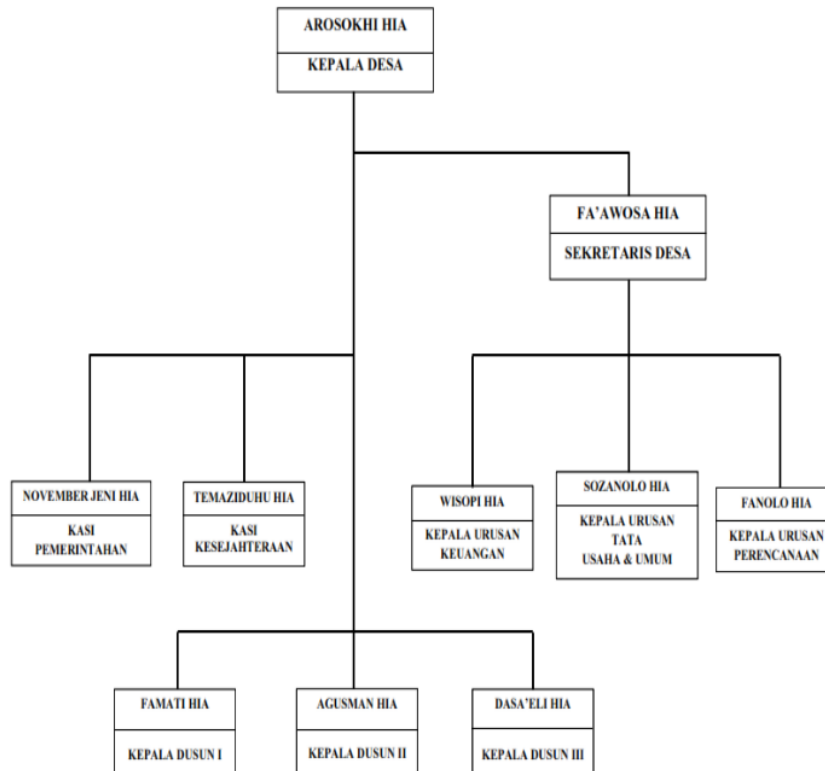 AROSOKHI HIA
KEPALA DESA
FA’AWOSA HIA
SEKRETARIS DESA
NOVEMBER JENI HIA
KASI
PEMERINTAHAN
TEMAZIDUHU HIA
KASI
KESEJAHTERAAN
WISOPI HIA
KEPALA URUSAN
KEUANGAN
SOZANOLO HIA
KEPALA URUSAN
TATA
USAHA & UMUM
FANOLO HIA
KEPALA URUSAN
PERENCANAAN
FAMATI HIA
KEPALA DUSUN I
AGUSMAN HIA
KEPALA DUSUN II
DASA’ELI HIA
KEPALA DUSUN III